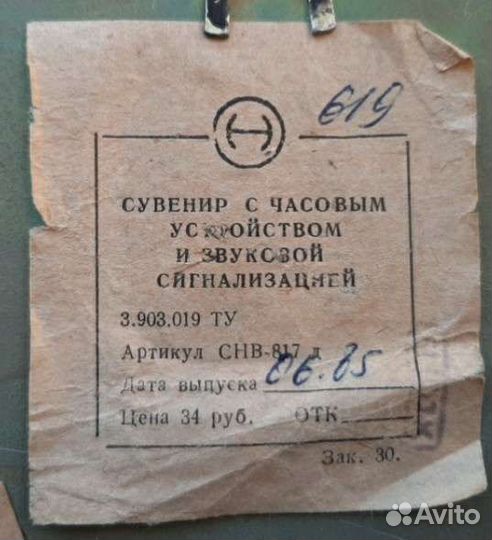 619
СУВЕНИР С ЧАСОВЫМ
УСТРОЙСТВОМ
И ЗВУКОВОЙ
СИГНАЛИЗАЦИЕЙ
3.903.019 ТУ
Артикул СНВ-817 д
Дата выпуска 06.85
Цена 34 руб. ОТК
Зак. 30.
Avito